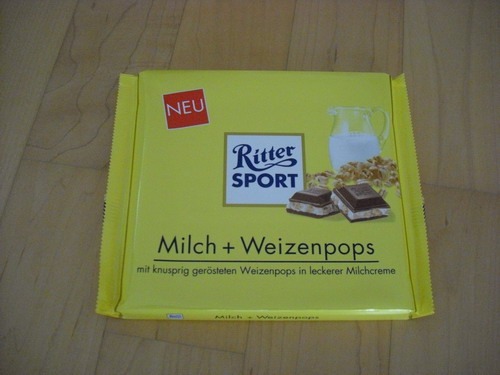 NEU
Ritter
SPORT
Milch + Weizenpops
mit knusprig gerösteten Weizenpops in leckerer Milchcreme
Milch + Weizenpops